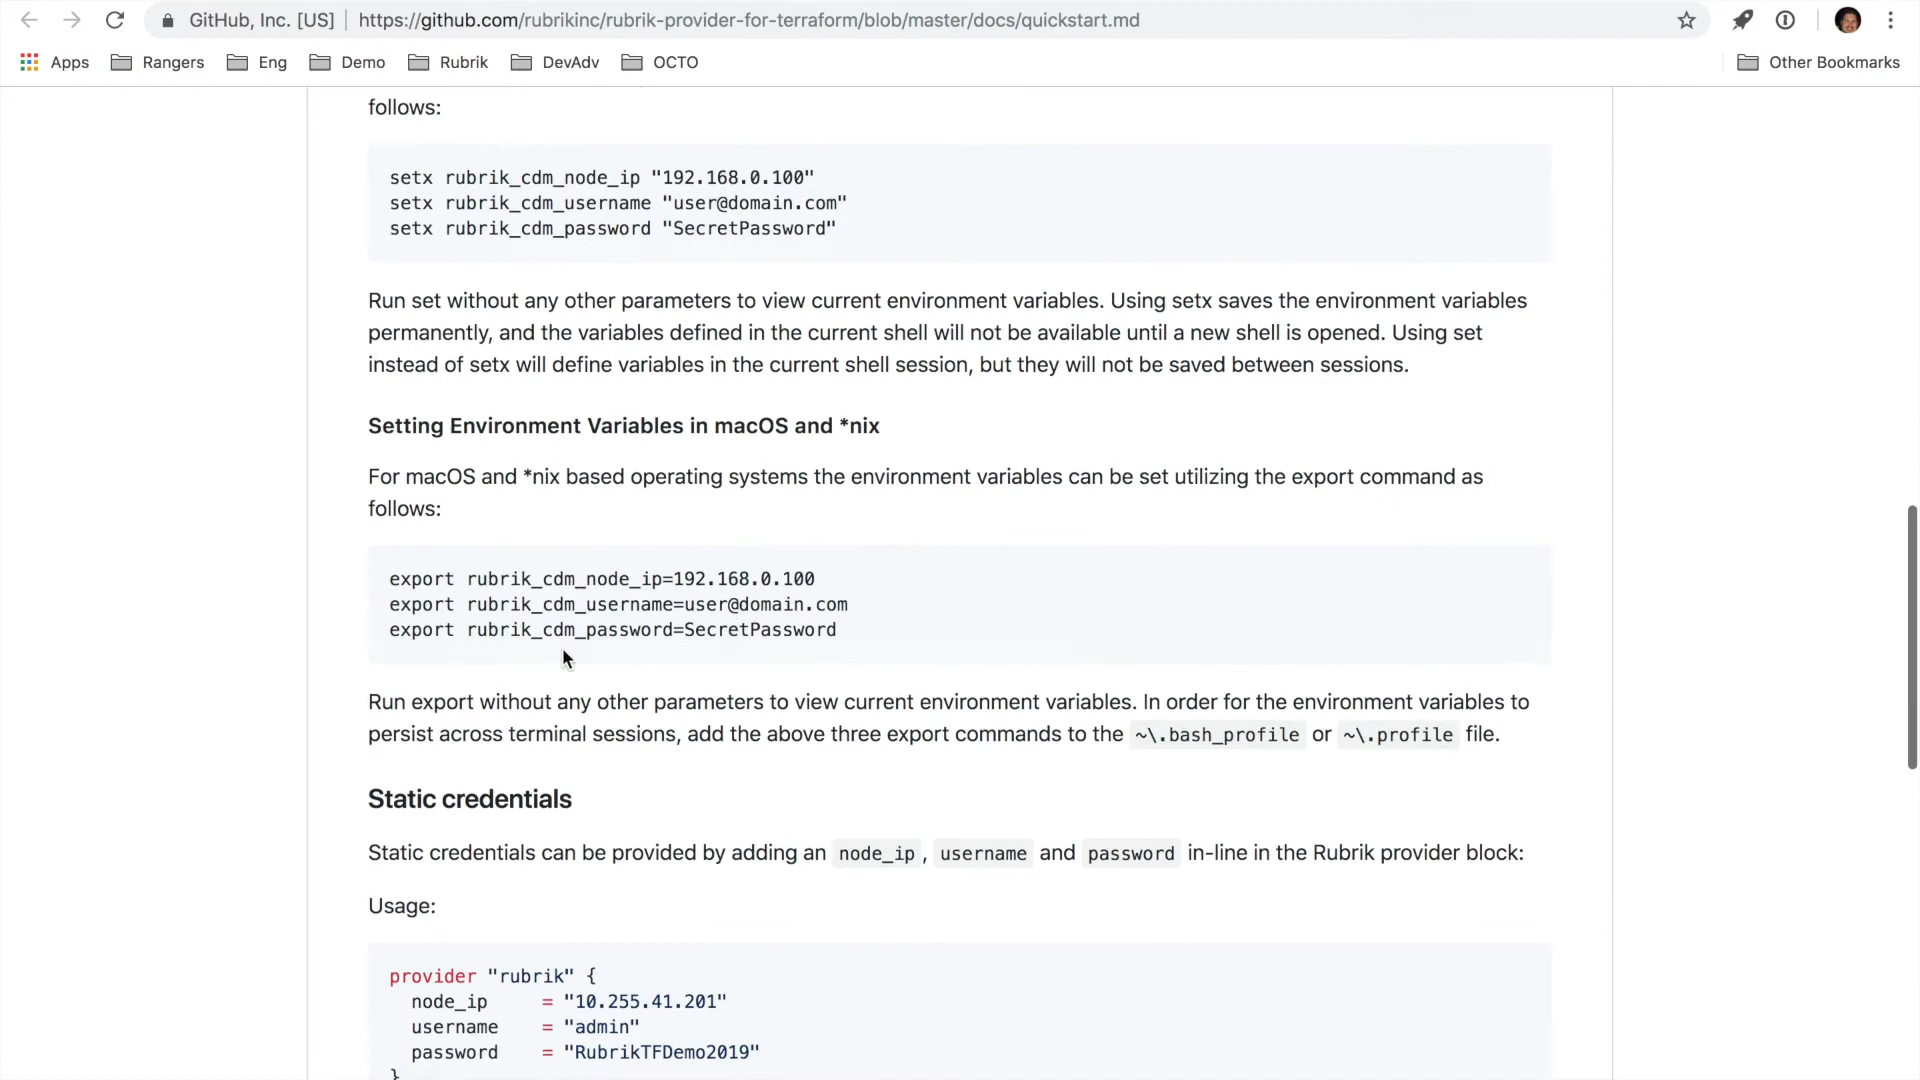 GitHub, Inc. [US] | https://github.com/rubrikinc/rubrik-provider-for-terraform/blob/master/docs/quickstart.md
Apps Rangers Eng Demo Rubrik DevAdv OCTO Other Bookmarks
follows:
setx rubrik_cdm_node_ip "192.168.0.100"
setx rubrik_cdm_username "user@domain.com"
setx rubrik_cdm_password "SecretPassword"
Run set without any other parameters to view current environment variables. Using setx saves the environment variables
permanently, and the variables defined in the current shell will not be available until a new shell is opened. Using set
instead of setx will define variables in the current shell session, but they will not be saved between sessions.
Setting Environment Variables in macOS and *nix
For macOS and *nix based operating systems the environment variables can be set utilizing the export command as
follows:
export rubrik_cdm_node_ip=192.168.0.100
export rubrik_cdm_username=user@domain.com
export rubrik_cdm_password=SecretPassword
Run export without any other parameters to view current environment variables. In order for the environment variables to
persist across terminal sessions, add the above three export commands to the ~\.bash_profile or ~\.profile file.
Static credentials
Static credentials can be provided by adding an node_ip, username and password in-line in the Rubrik provider block:
Usage:
provider "rubrik" {
node_ip = "10.255.41.201"
username = "admin"
password = "RubrikTFDemo2019"
}